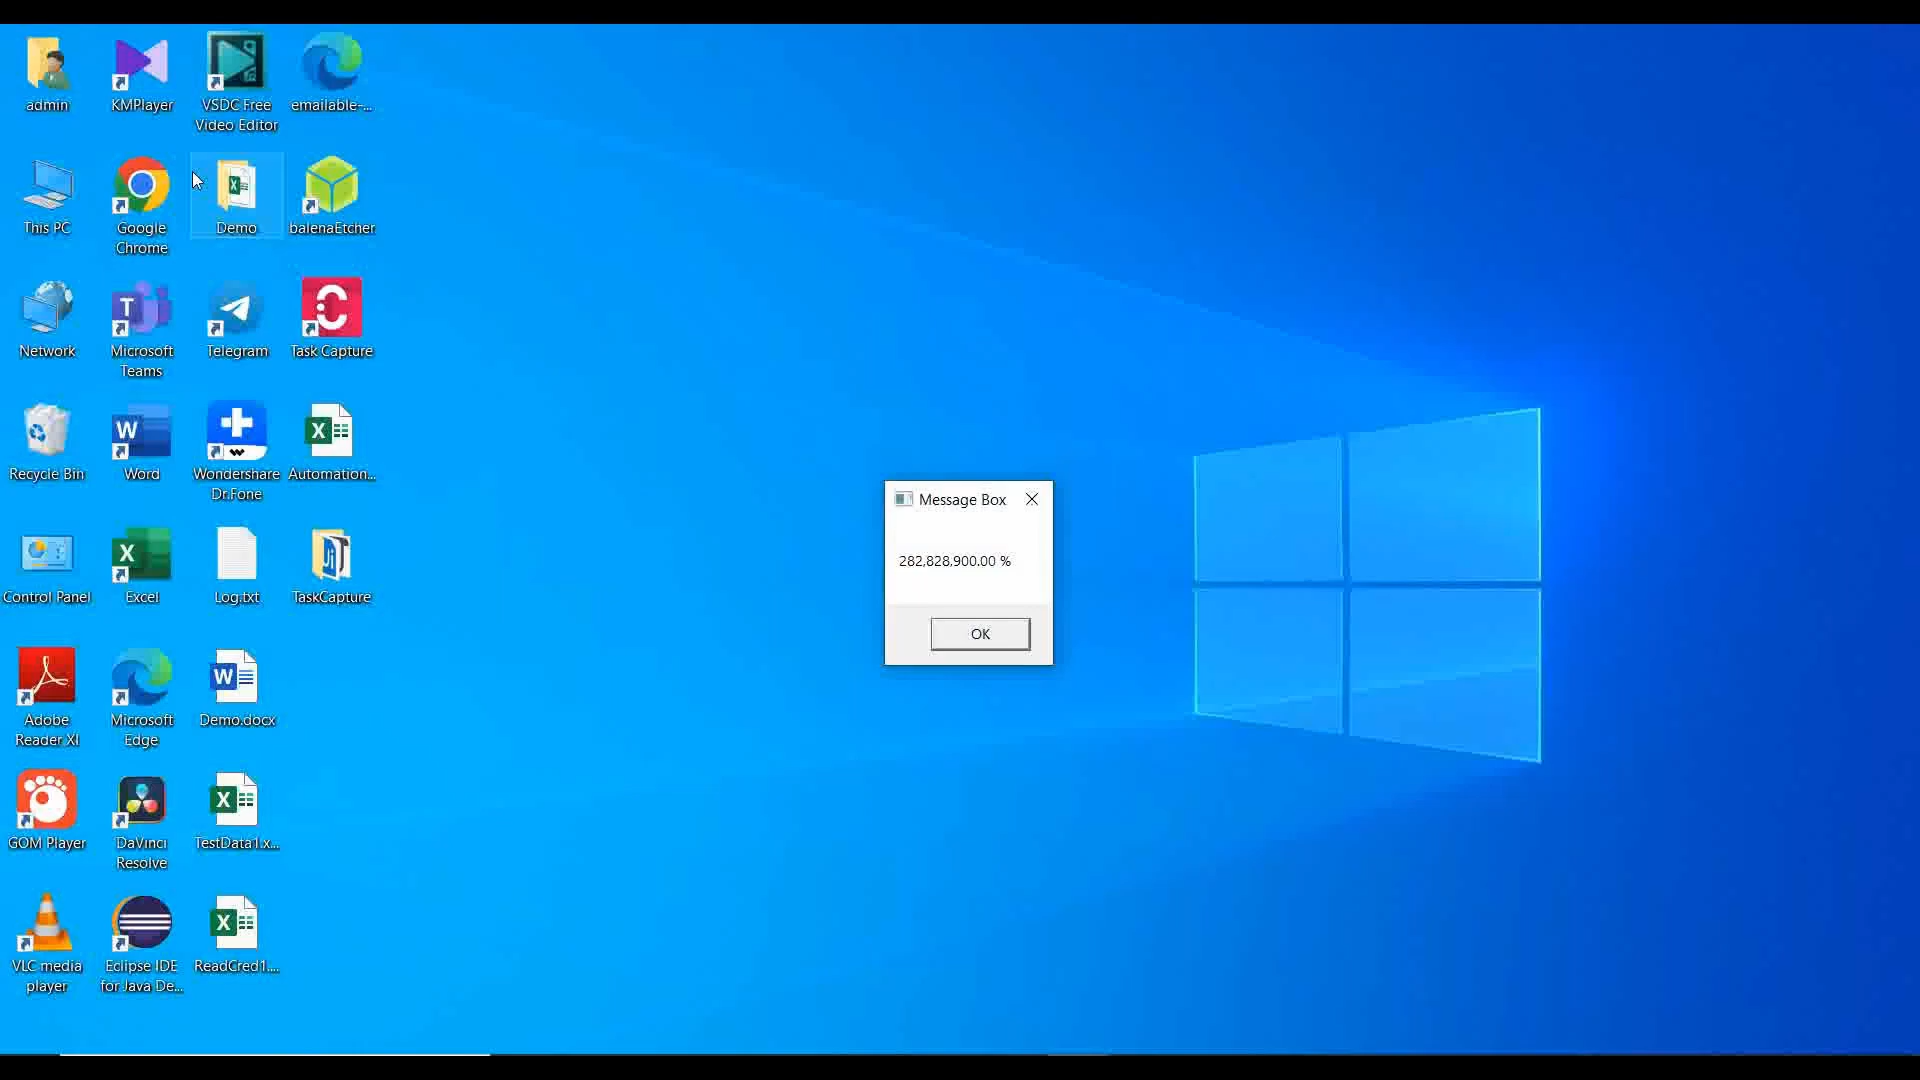 admin
KMPlayer
VSDC Free
Video Editor
emailable-...
This PC
Google
Chrome
Demo
balenaEtcher
Network
Microsoft
Teams
Telegram
Task Capture
Recycle Bin
Word
Wondershare
Dr.Fone
Automation...
Control Panel
Excel
Log.txt
TaskCapture
Adobe
Reader XI
Microsoft
Edge
Demo.docx
GOM Player
DaVinci
Resolve
TestData1.x...
VLC media
player
Eclipse IDE
for Java De...
ReadCred1....
Message Box
282,828,900.00 %
OK